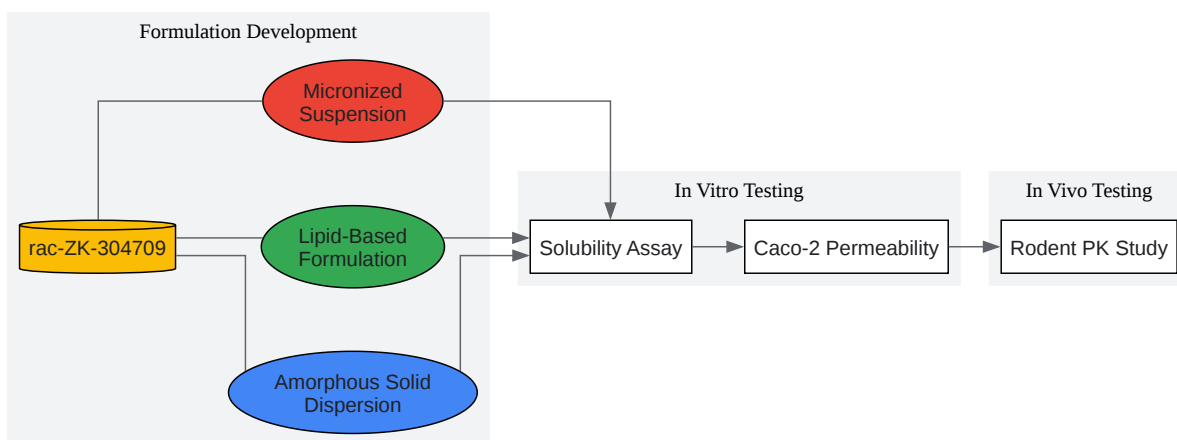 Formulation Development
Micronized
Suspension
rac-ZK-304709
Lipid-Based
Formulation
Amorphous Solid
Dispersion
In Vitro Testing
Solubility Assay
Caco-2 Permeability
In Vivo Testing
Rodent PK Study